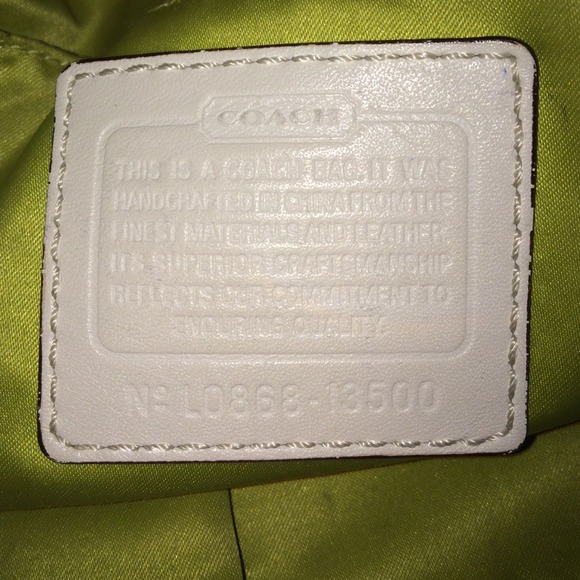 COACH
THIS IS A COACH BAG. IT WAS
HANDCRAFTED IN CHINA FROM THE
FINEST MATERIALS AND LEATHER.
ITS SUPERIOR CRAFTSMANSHIP
REFLECTS OUR COMMITMENT TO
ENDURING QUALITY.
Nº L0868-13500